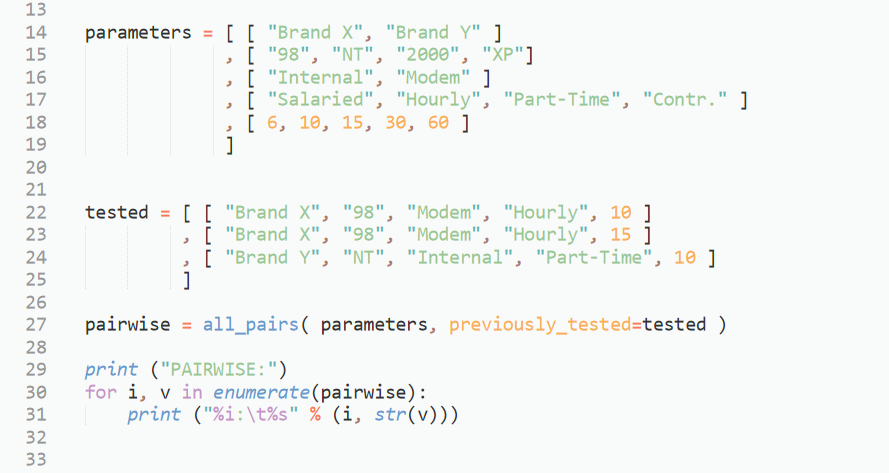 13
14 parameters = [ [ "Brand X", "Brand Y" ]
15 , [ "98", "NT", "2000", "XP"]
16 , [ "Internal", "Modem" ]
17 , [ "Salaried", "Hourly", "Part-Time", "Contr." ]
18 , [ 6, 10, 15, 30, 60 ]
19 ]
20
21
22 tested = [ [ "Brand X", "98", "Modem", "Hourly", 10 ]
23 , [ "Brand X", "98", "Modem", "Hourly", 15 ]
24 , [ "Brand Y", "NT", "Internal", "Part-Time", 10 ]
25 ]
26
27 pairwise = all_pairs( parameters, previously_tested=tested )
28
29 print ("PAIRWISE:")
30 for i, v in enumerate(pairwise):
31 print ("%i:\t%s" % (i, str(v)))
32
33